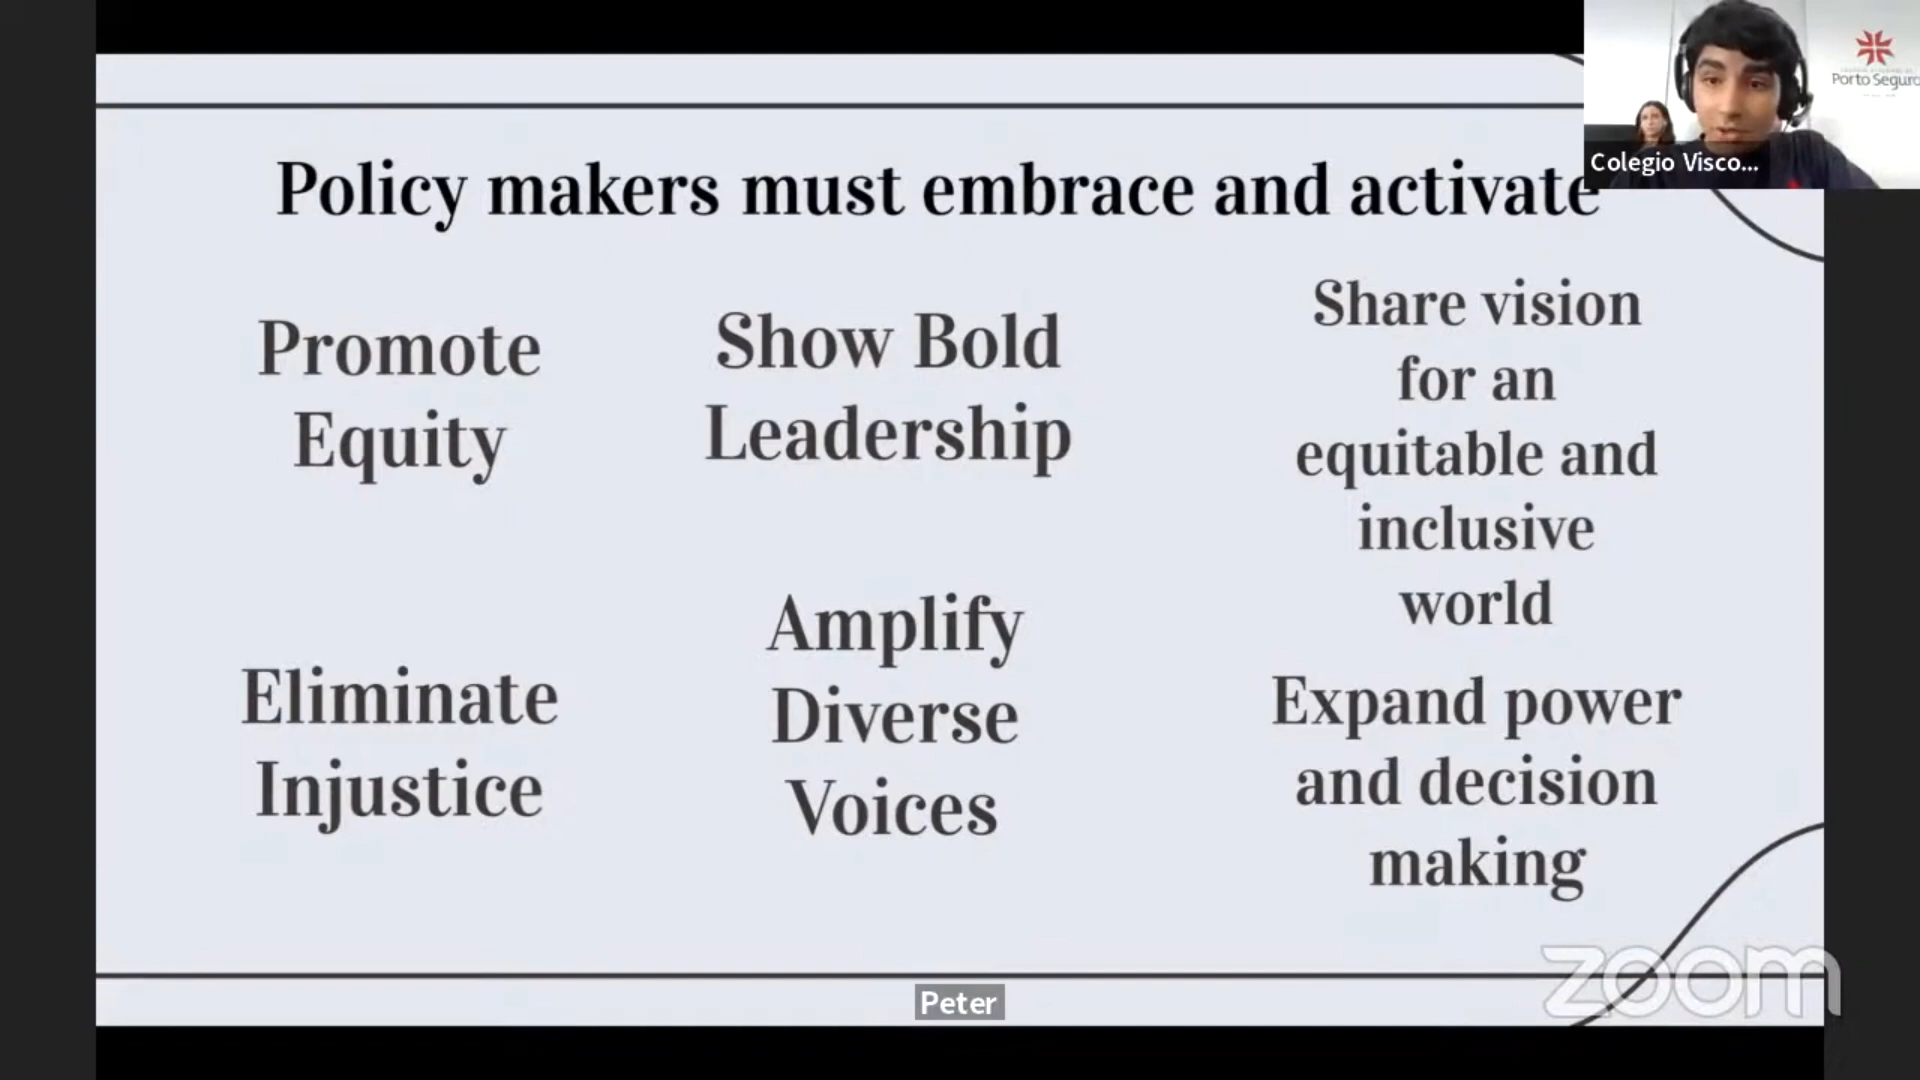 Policy makers must embrace and activate
Promote
Equity
Show Bold
Leadership
Share vision
for an
equitable and
inclusive
world
Eliminate
Injustice
Amplify
Diverse
Voices
Expand power
and decision
making
Porto Seguro
Colegio Visco...
Peter
zoom